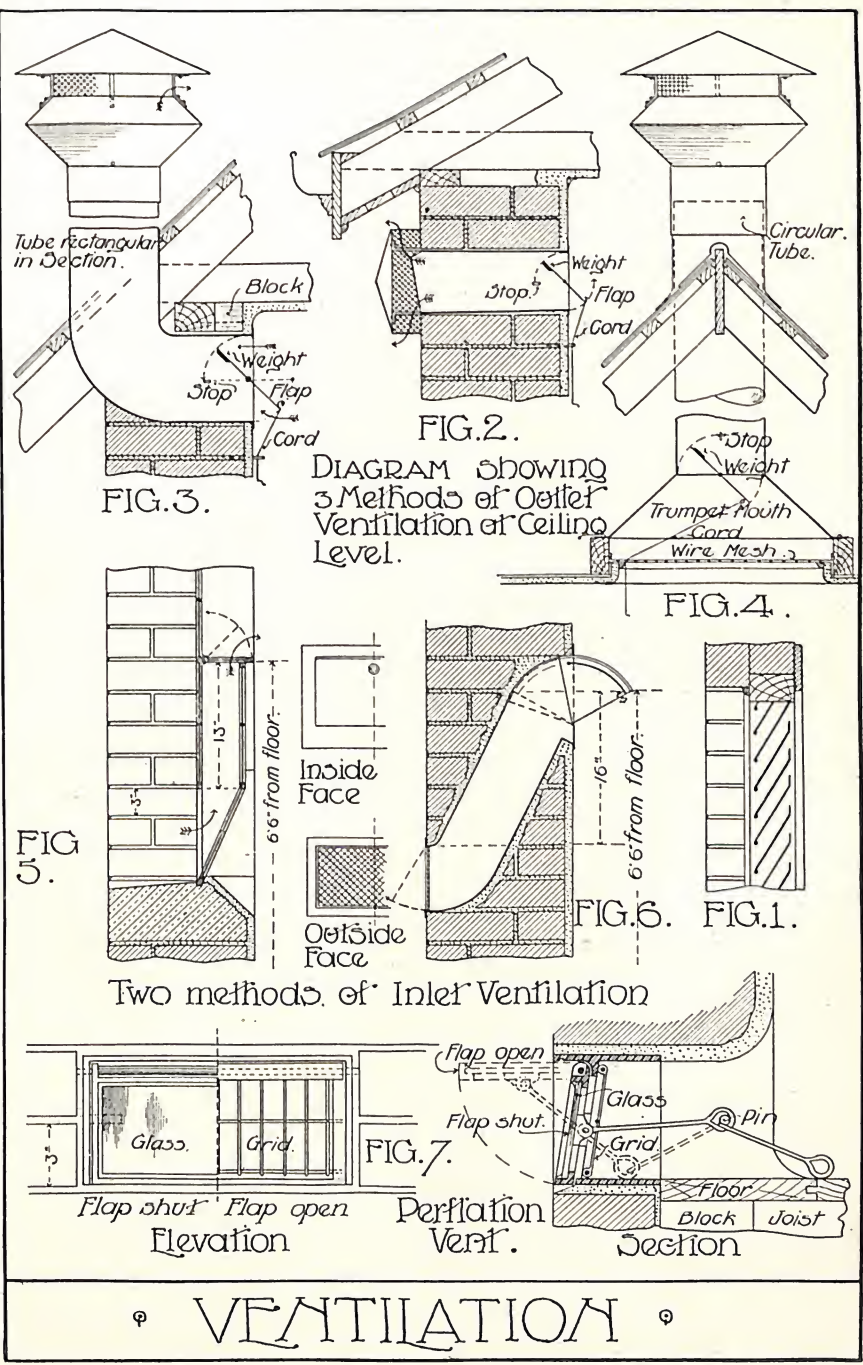 Tube rectangular
in Section.
Block
Weight
Stop
Flap
Cord
FIG.3.
Weight
Stop.
Flap
Cord
FIG.2.
DIAGRAM showing
3 Methods of Outlet
Ventilation at Ceiling
Level.
Circular.
Tube.
Stop
Weight
Trumpet Mouth
Cord
Wire Mesh.
FIG.4.
13"
3"
6'6" from floor.
FIG
5.
Inside
Face
Outside
Face
16"
6'6" from floor.
FIG.6.
FIG.1.
Two methods. of Inlet Ventilation
3"
Glass.
Grid.
FIG.7.
Flap shut Flap open
Elevation
Flap open
Flap shut.
Glass
Grid.
Pin
Floor
Block
Joist
Perflation
Vent.
Section
VENTILATION